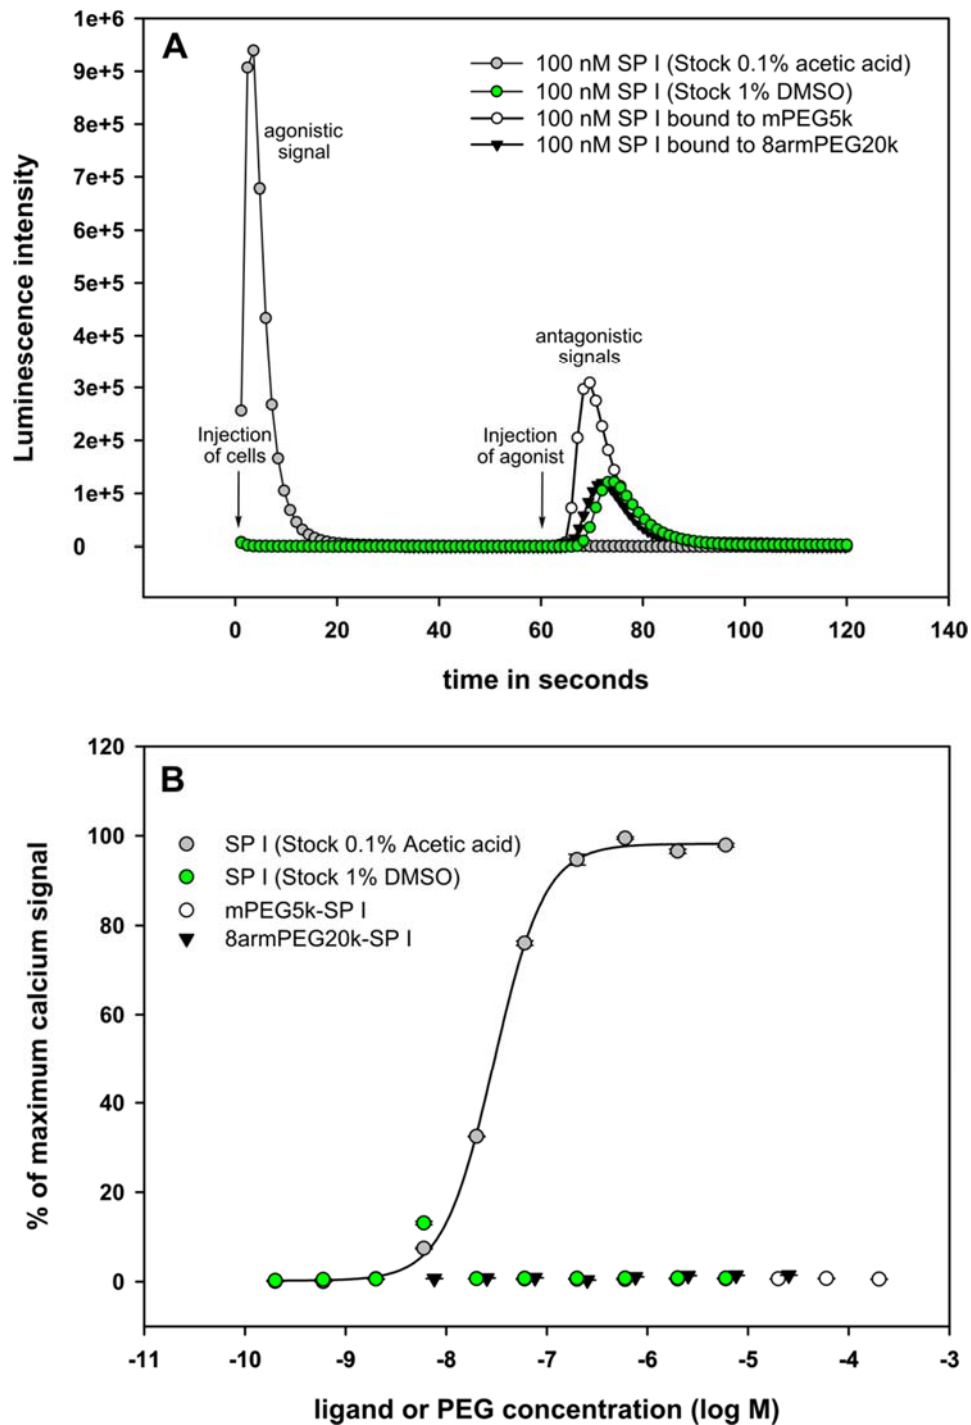 A
1e+6
9e+5
8e+5
7e+5
6e+5
5e+5
4e+5
3e+5
2e+5
1e+5
0
Luminescence intensity
100 nM SP I (Stock 0.1% acetic acid)
100 nM SP I (Stock 1% DMSO)
100 nM SP I bound to mPEG5k
100 nM SP I bound to 8armPEG20k
agonistic
signal
antagonistic
signals
Injection
of cells
Injection
of agonist
0 20 40 60 80 100 120 140
time in seconds
B
120
100
80
60
40
20
0
% of maximum calcium signal
SP I (Stock 0.1% Acetic acid)
SP I (Stock 1% DMSO)
mPEG5k-SP I
8armPEG20k-SP I
-11 -10 -9 -8 -7 -6 -5 -4 -3
ligand or PEG concentration (log M)